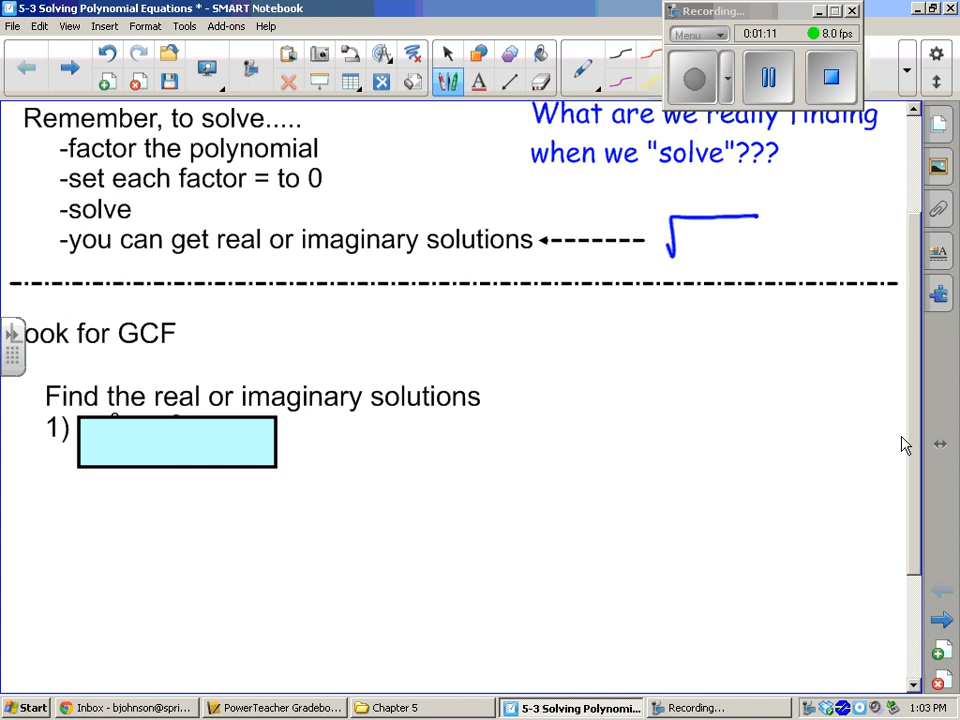 5-3 Solving Polynomial Equations * - SMART Notebook
File Edit View Insert Format Tools Add-ons Help
Recording...
Menu 0:01:11 8.0 fps
Remember, to solve.....
-factor the polynomial
-set each factor = to 0
-solve
-you can get real or imaginary solutions
What are we really finding
when we "solve"???
ook for GCF
Find the real or imaginary solutions
1)
Start Inbox - bjohnson@spri... PowerTeacher Gradebo... Chapter 5 5-3 Solving Polynomi... Recording... 1:03 PM